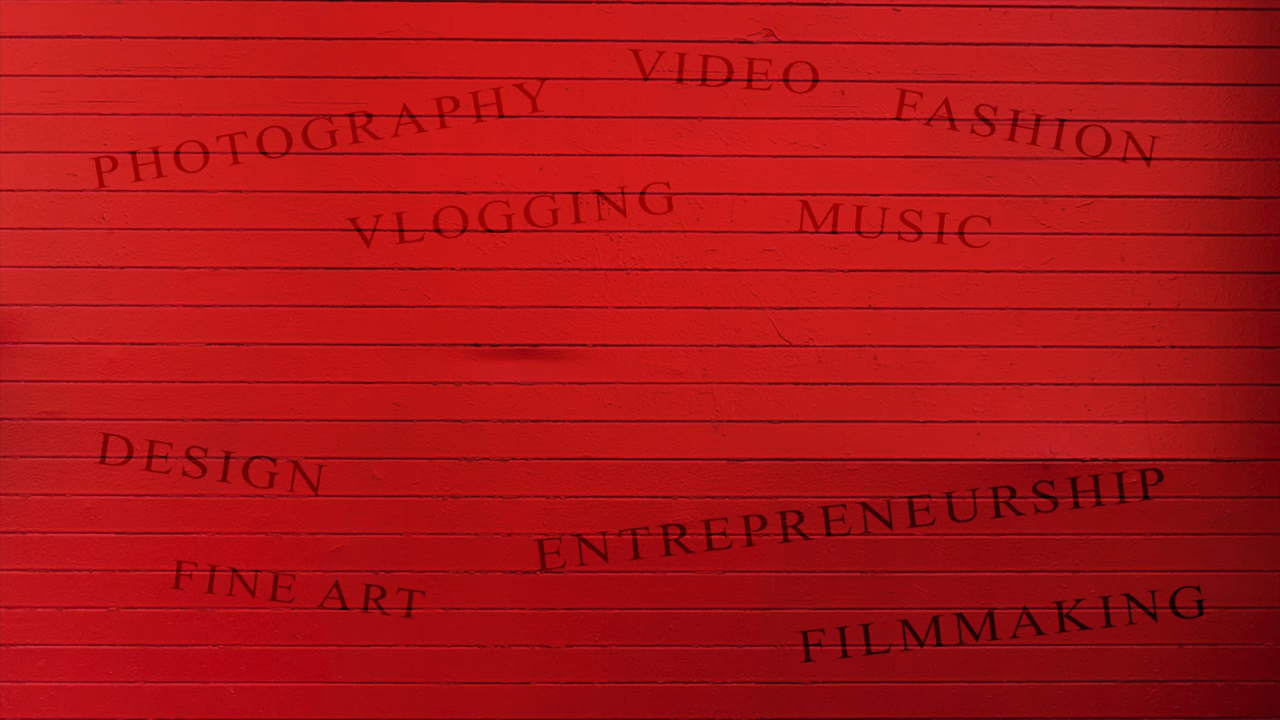 VIDEO
PHOTOGRAPHY
FASHION
VLOGGING
MUSIC
DESIGN
ENTREPRENEURSHIP
FINE ART
FILMMAKING